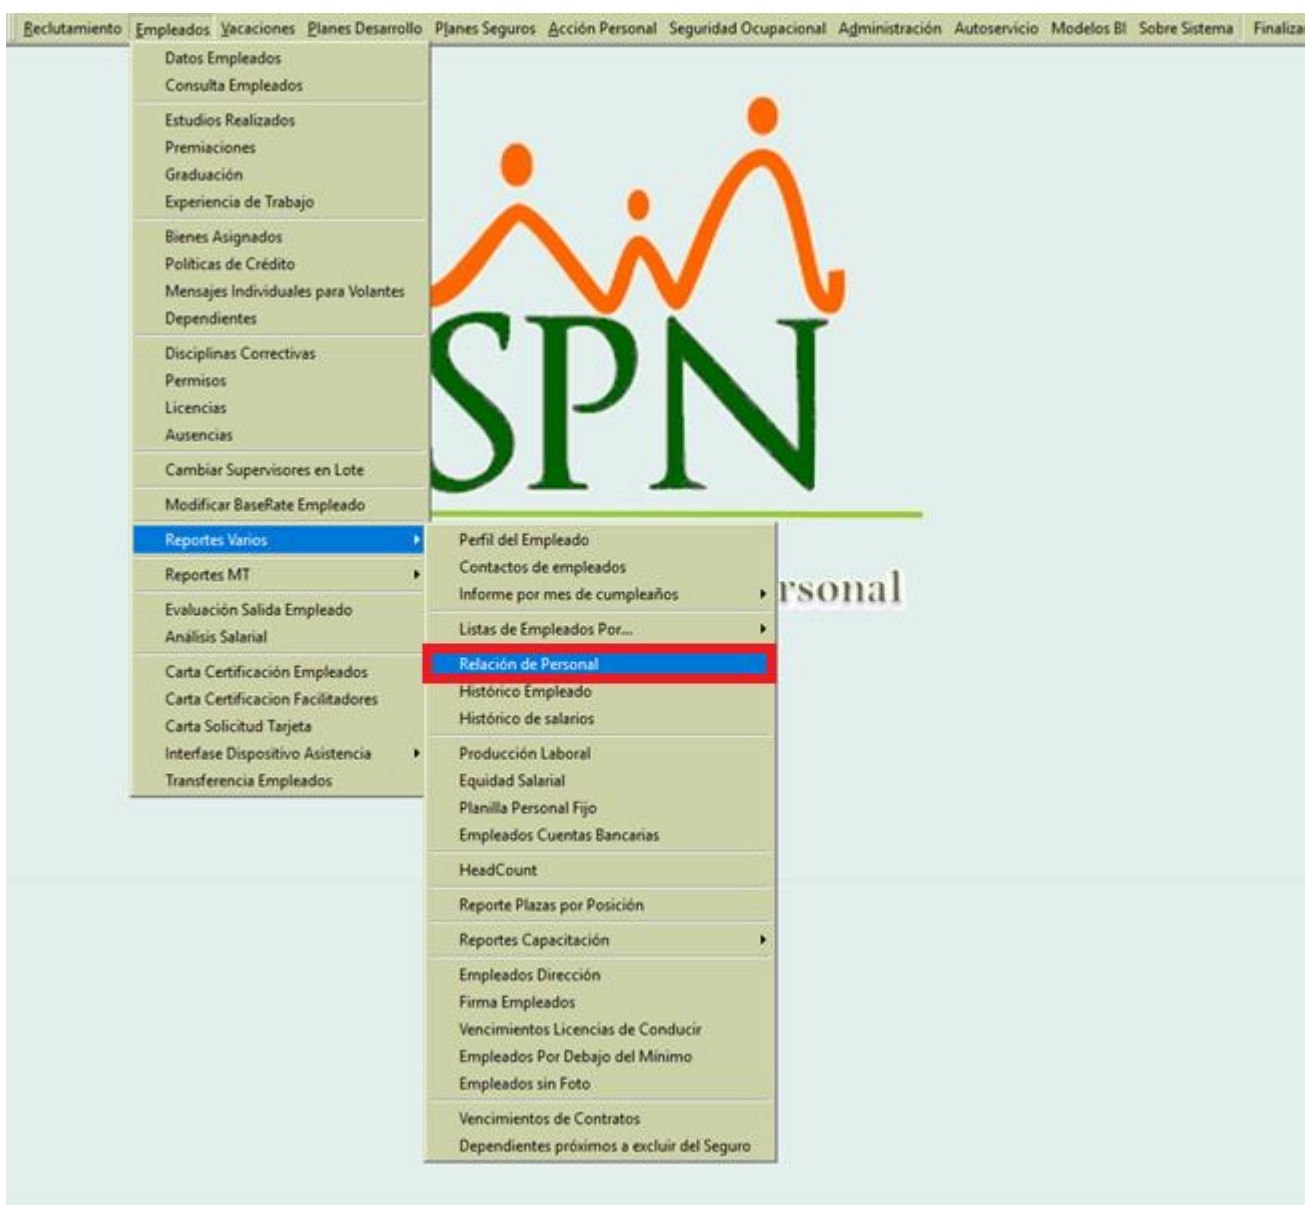 Reclutamiento Empleados Vacaciones Planes Desarrollo Planes Seguros Acción Personal Seguridad Ocupacional Administración Autoservicio Modelos BI Sobre Sistema
Datos Empleados
Consulta Empleados
Estudios Realizados
Premiaciones
Graduación
Experiencia de Trabajo
Bienes Asignados
Políticas de Crédito
Mensajes Individuales para Volantes
Dependientes
Disciplinas Correctivas
Permisos
Licencias
Ausencias
Cambiar Supervisores en Lote
Modificar BaseRate Empleado
Reportes Varios
Reportes MT
Evaluación Salida Empleado
Análisis Salarial
Carta Certificación Empleados
Carta Certificacion Facilitadores
Carta Solicitud Tarjeta
Interfase Dispositivo Asistencia
Transferencia Empleados
SPN
rsonal
Perfil del Empleado
Contactos de empleados
Informe por mes de cumpleaños
Listas de Empleados Por...
Relación de Personal
Histórico Empleado
Histórico de salarios
Producción Laboral
Equidad Salarial
Planilla Personal Fijo
Empleados Cuentas Bancarias
HeadCount
Reporte Plazas por Posición
Reportes Capacitación
Empleados Dirección
Firma Empleados
Vencimientos Licencias de Conducir
Empleados Por Debajo del Mínimo
Empleados sin Foto
Vencimientos de Contratos
Dependientes próximos a excluir del Seguro